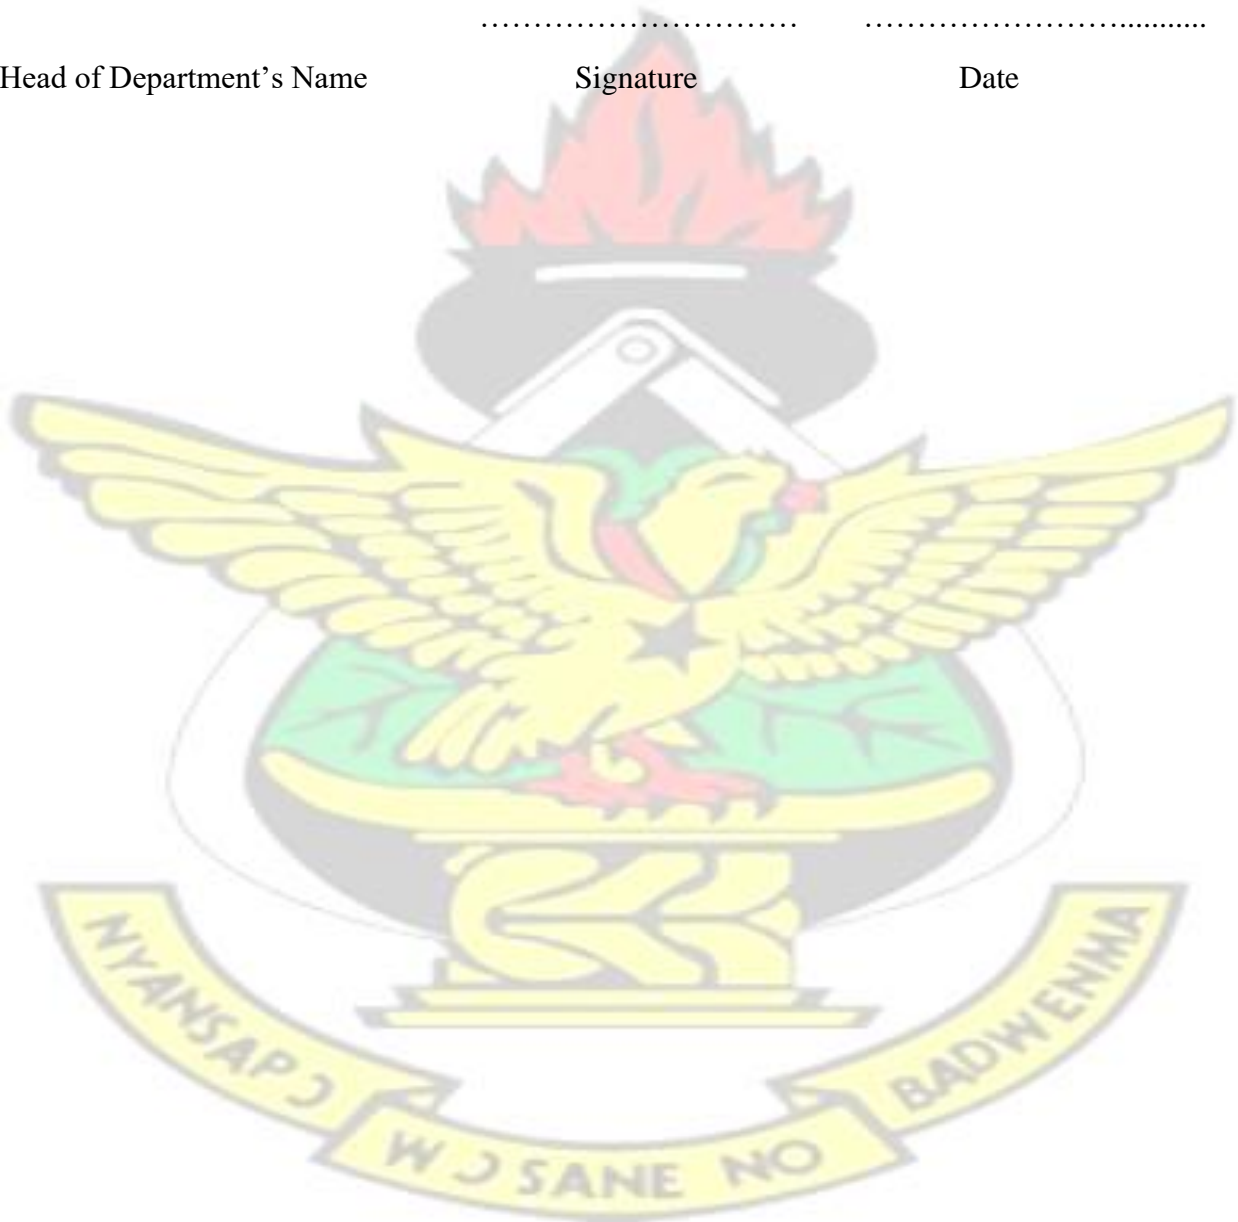 ………………………… ……………………...........
Head of Department’s Name Signature Date
NYANSAPƆ
WƆSANE NO
BADWENMA